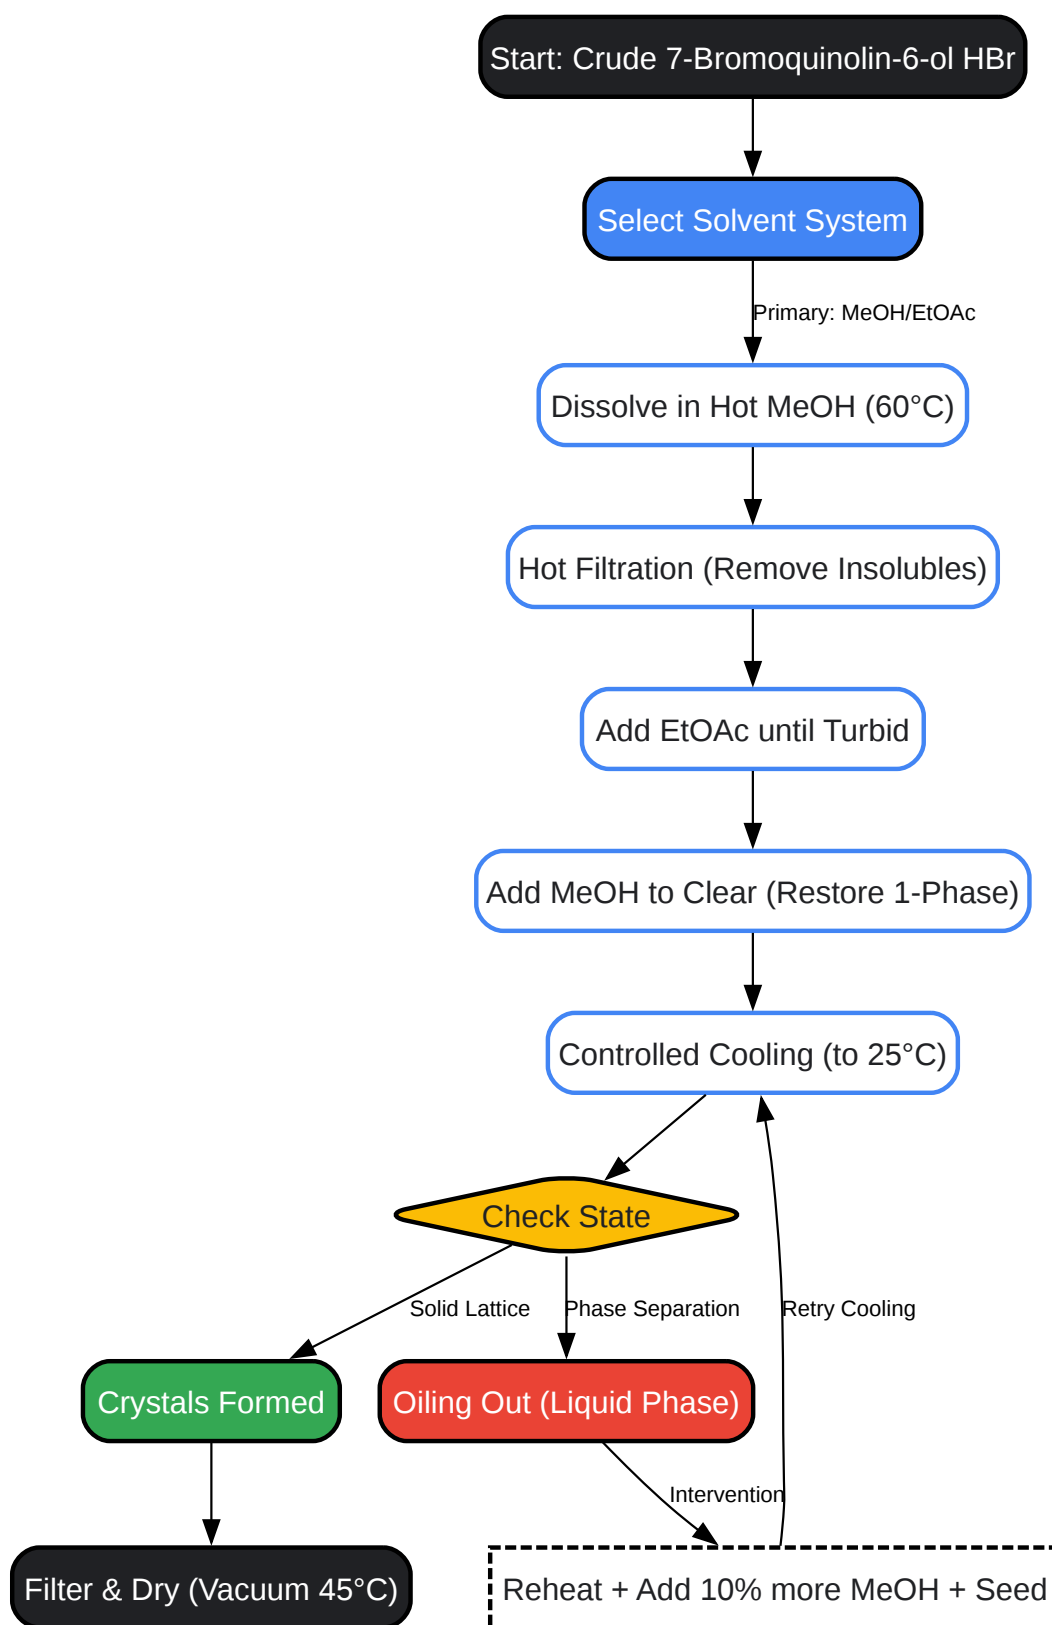 Start: Crude 7-Bromoquinolin-6-ol HBr
Select Solvent System
Primary: MeOH/EtOAc
Dissolve in Hot MeOH (60°C)
Hot Filtration (Remove Insolubles)
Add EtOAc until Turbid
Add MeOH to Clear (Restore 1-Phase)
Controlled Cooling (to 25°C)
Check State
Solid Lattice
Phase Separation
Retry Cooling
Crystals Formed
Oiling Out (Liquid Phase)
Intervention
Filter & Dry (Vacuum 45°C)
Reheat + Add 10% more MeOH + Seed